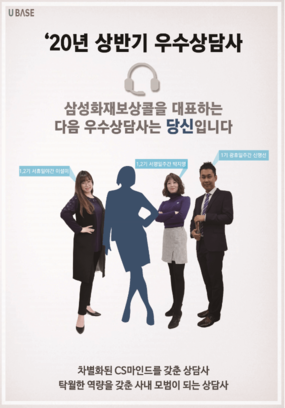 U BASE
‘20년 상반기 우수상담사
삼성화재보상콜을 대표하는
다음 우수상담사는 당신입니다
차별화된 CS마인드를 갖춘 상담사
탁월한 역량을 갖춘 사내 모범이 되는 상담사